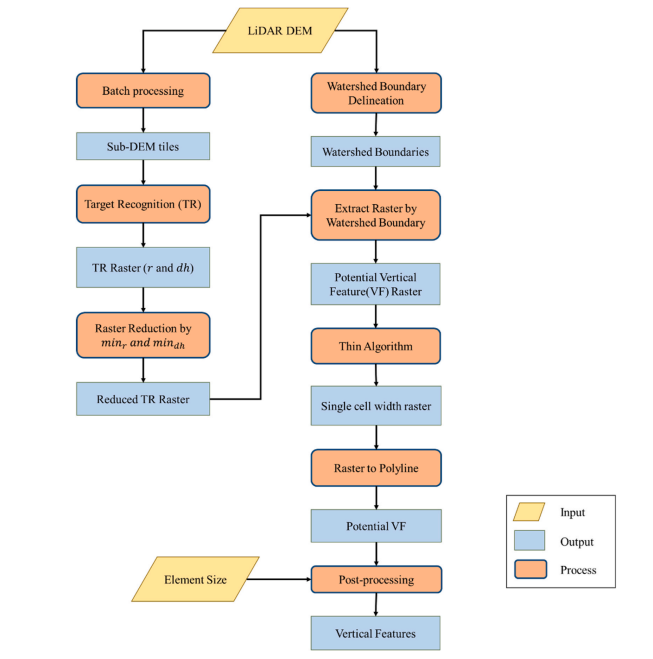 LiDAR DEM
Batch processing
Sub-DEM tiles
Target Recognition (TR)
TR Raster (r and dh)
Raster Reduction by
minᵣ and min_dh
Reduced TR Raster
Watershed Boundary
Delineation
Watershed Boundaries
Extract Raster by
Watershed Boundary
Potential Vertical
Feature(VF) Raster
Thin Algorithm
Single cell width raster
Raster to Polyline
Potential VF
Element Size
Post-processing
Vertical Features
Input
Output
Process